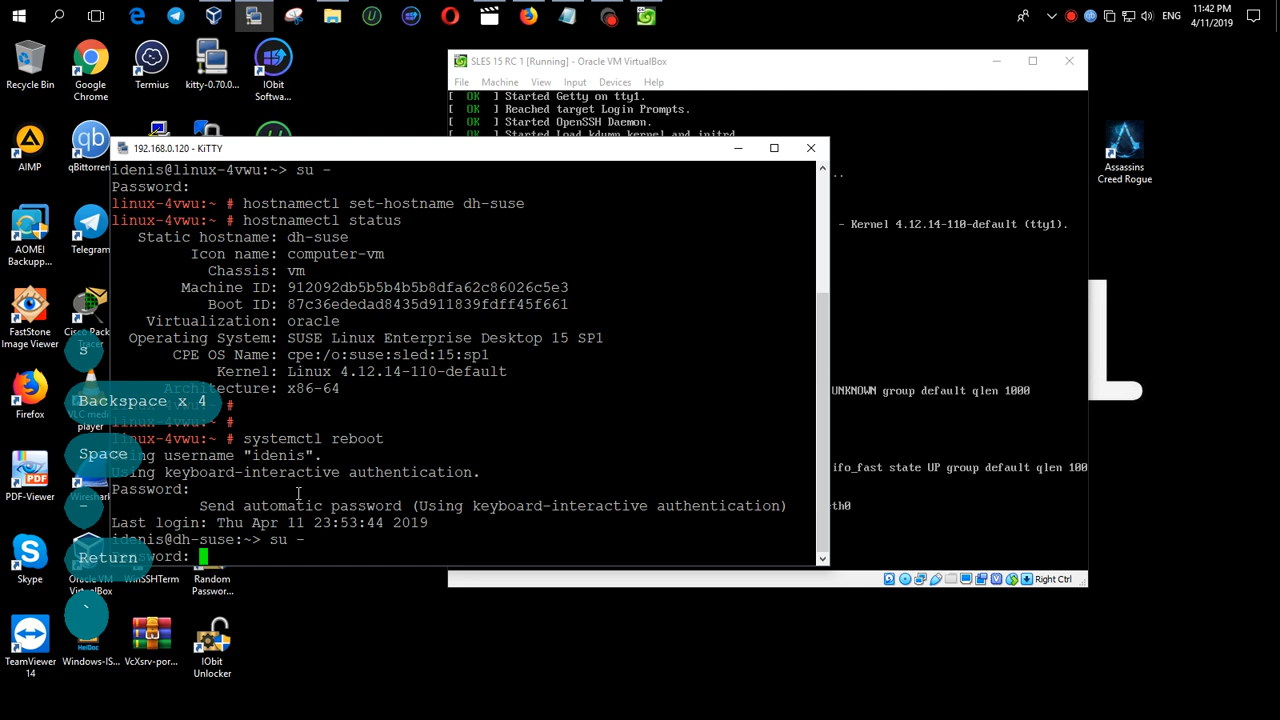 11:42 PM
ENG
4/11/2019
Recycle Bin
Google
Chrome
Termius
kitty-0.70.0...
IObit
Softwa...
AIMP
qBittorren
AOMEI
Backupp...
Telegram
FastStone
Image Viewer
Cisco Pack
Tracer
Firefox
VLC medi
player
PDF-Viewer
Wireshar
Skype
Oracle VM
VirtualBox
WinSSHTerm
Random
Passwor...
TeamViewer
14
Windows-IS...
VcXsrv-por...
IObit
Unlocker
Assassins
Creed Rogue
SLES 15 RC 1 [Running] - Oracle VM VirtualBox
File Machine View Input Devices Help
[ OK ] Started Getty on tty1.
[ OK ] Reached target Login Prompts.
[ OK ] Started OpenSSH Daemon.
[ OK ] Started Load kdump kernel and initrd.
..
- Kernel 4.12.14-110-default (tty1).
UNKNOWN group default qlen 1000
ifo_fast state UP group default qlen 100
eth0
Right Ctrl
192.168.0.120 - KiTTY
idenis@linux-4vwu:~> su -
Password:
linux-4vwu:~ # hostnamectl set-hostname dh-suse
linux-4vwu:~ # hostnamectl status
Static hostname: dh-suse
Icon name: computer-vm
Chassis: vm
Machine ID: 912092db5b5b4b5b8dfa62c86026c5e3
Boot ID: 87c36ededad8435d911839fdff45f661
Virtualization: oracle
Operating System: SUSE Linux Enterprise Desktop 15 SP1
CPE OS Name: cpe:/o:suse:sled:15:sp1
Kernel: Linux 4.12.14-110-default
Architecture: x86-64
linux-4vwu:~ #
linux-4vwu:~ #
linux-4vwu:~ # systemctl reboot
Using username "idenis".
Using keyboard-interactive authentication.
Password:
Send automatic password (Using keyboard-interactive authentication)
Last login: Thu Apr 11 23:53:44 2019
idenis@dh-suse:~> su -
Password:
s
Backspace x 4
Space
-
Return
`